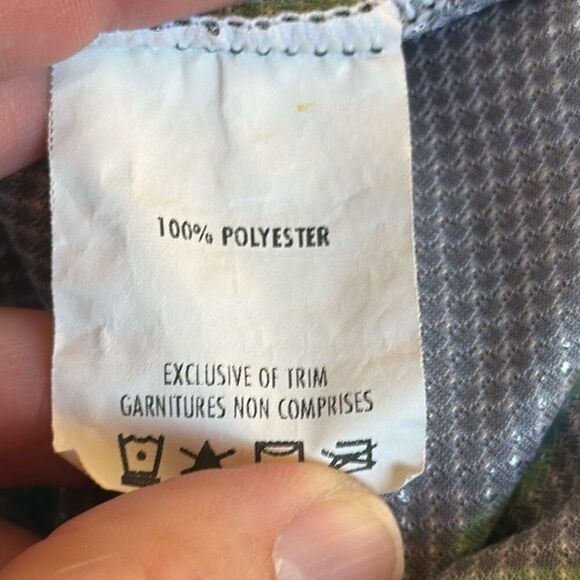 100% POLYESTER
EXCLUSIVE OF TRIM
GARNITURES NON COMPRISES